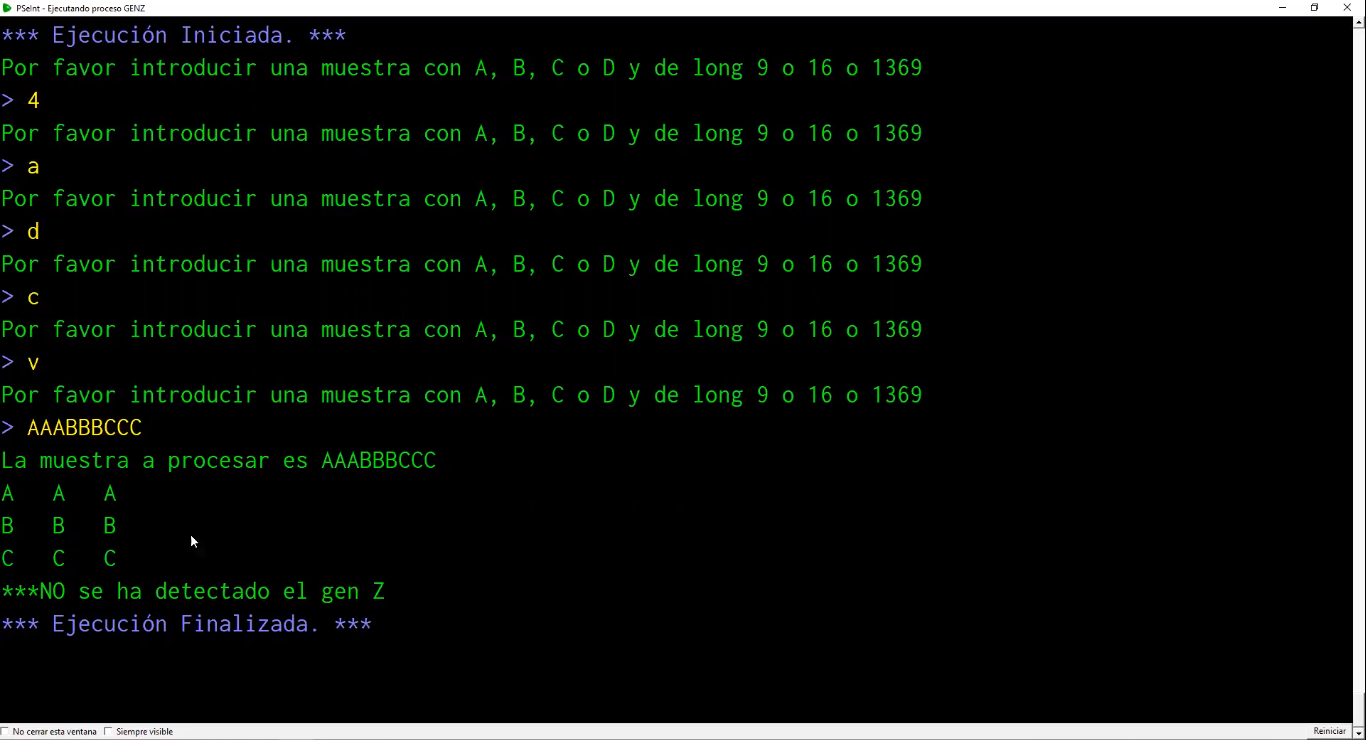 PSeInt - Ejecutando proceso GENZ
*** Ejecución Iniciada. ***
Por favor introducir una muestra con A, B, C o D y de long 9 o 16 o 1369
> 4
Por favor introducir una muestra con A, B, C o D y de long 9 o 16 o 1369
> a
Por favor introducir una muestra con A, B, C o D y de long 9 o 16 o 1369
> d
Por favor introducir una muestra con A, B, C o D y de long 9 o 16 o 1369
> c
Por favor introducir una muestra con A, B, C o D y de long 9 o 16 o 1369
> v
Por favor introducir una muestra con A, B, C o D y de long 9 o 16 o 1369
> AAABBBCCC
La muestra a procesar es AAABBBCCC
A   A   A
B   B   B
C   C   C
***NO se ha detectado el gen Z
*** Ejecución Finalizada. ***
No cerrar esta ventana Siempre visible Reiniciar